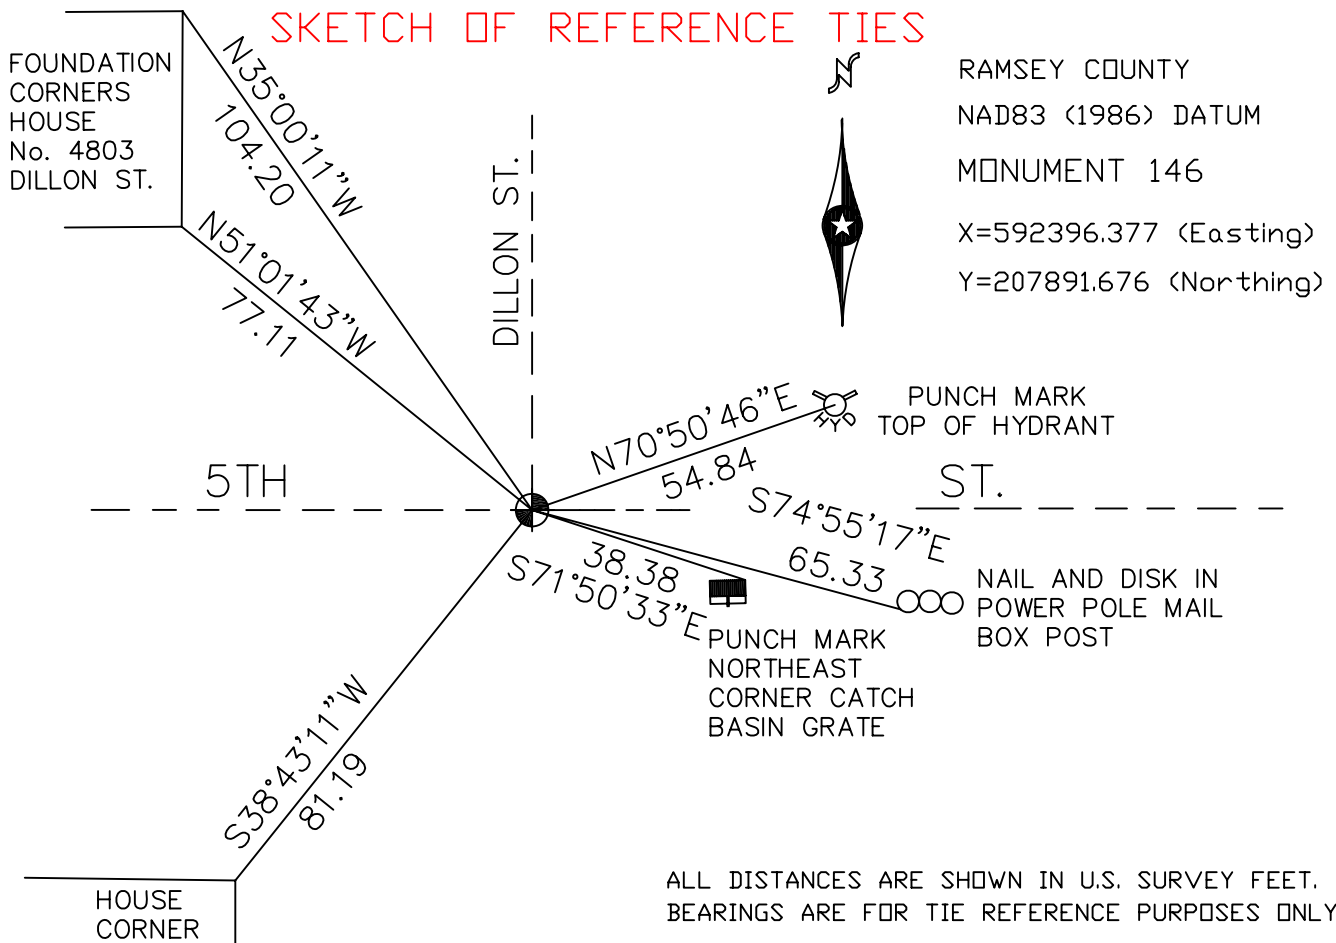 SKETCH OF REFERENCE TIES
FOUNDATION
CORNERS
HOUSE
No. 4803
DILLON ST.
N35°00'11"W
104.20
N51°01'43"W
77.11
DILLON ST.
N
RAMSEY COUNTY
NAD83 (1986) DATUM
MONUMENT 146
X=592396.377 (Easting)
Y=207891.676 (Northing)
N70°50'46"E
54.84
HYD
PUNCH MARK
TOP OF HYDRANT
5TH
ST.
S74°55'17"E
65.33
38.38
S71°50'33"E
NAIL AND DISK IN
POWER POLE MAIL
BOX POST
PUNCH MARK
NORTHEAST
CORNER CATCH
BASIN GRATE
S38°43'11"W
81.19
HOUSE
CORNER
ALL DISTANCES ARE SHOWN IN U.S. SURVEY FEET.
BEARINGS ARE FOR TIE REFERENCE PURPOSES ONLY